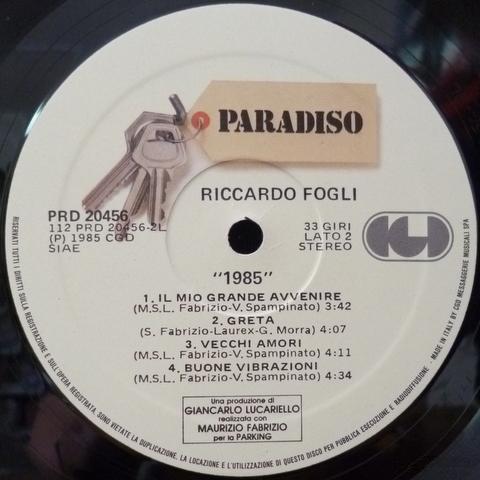 PARADISO
RICCARDO FOGLI
PRD 20456
112 PRD 20456-2L
(P) 1985 CGD
SIAE
33 GIRI
LATO 2
STEREO
"1985"
1. IL MIO GRANDE AVVENIRE
(M.S.L. Fabrizio-V. Spampinato) 3:42
2. GRETA
(S. Fabrizio-Laurex-G. Morra) 4:07
3. VECCHI AMORI
(M.S.L. Fabrizio-V. Spampinato) 4:11
4. BUONE VIBRAZIONI
(M.S.L. Fabrizio-V. Spampinato) 4:34
Una produzione di
GIANCARLO LUCARIELLO
realizzata con
MAURIZIO FABRIZIO
per la PARKING
RISERVATI TUTTI I DIRITTI SULLA REGISTRAZIONE E SULL'OPERA REGISTRATA. SONO VIETATE LA DUPLICAZIONE, LA LOCAZIONE E L'UTILIZZAZIONE DI QUESTO DISCO PER PUBBLICA ESECUZIONE E RADIODIFFUSIONE - MADE IN ITALY BY CGD MESSAGGERIE MUSICALI SPA